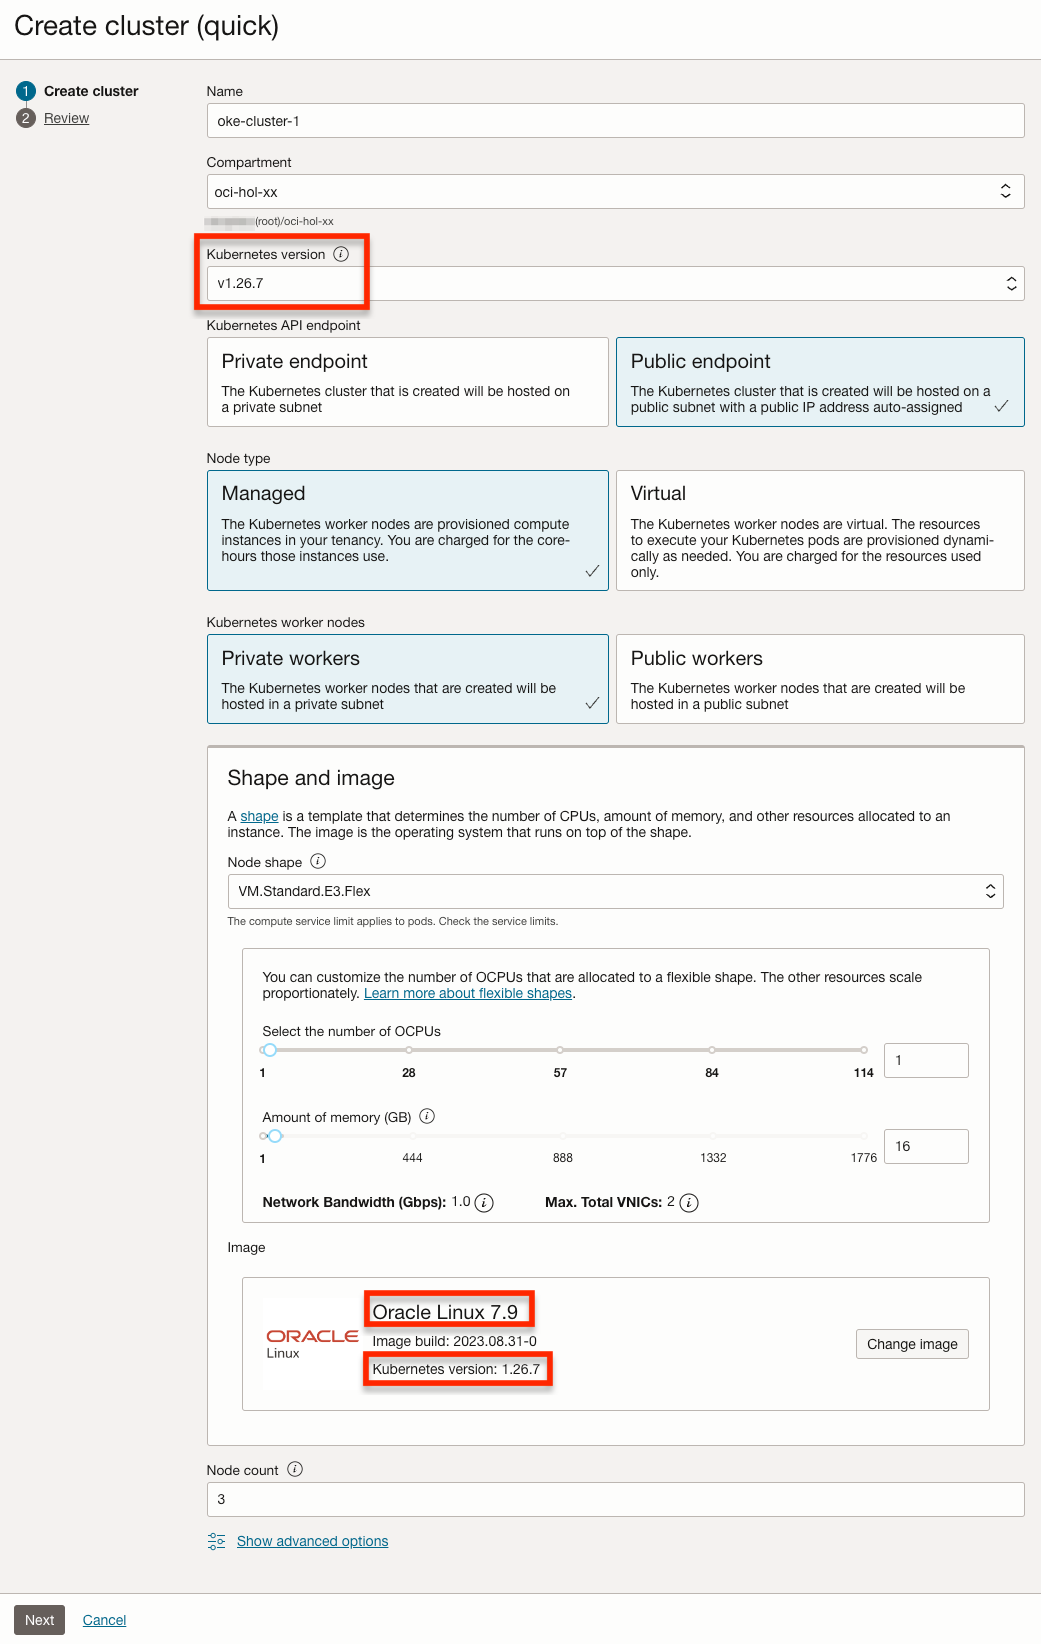 Create cluster (quick)
1 Create cluster
2 Review
Name
oke-cluster-1
Compartment
oci-hol-xx
(root)/oci-hol-xx
Kubernetes version i
v1.26.7
Kubernetes API endpoint
Private endpoint
The Kubernetes cluster that is created will be hosted on
a private subnet
Public endpoint
The Kubernetes cluster that is created will be hosted on a
public subnet with a public IP address auto-assigned
Node type
Managed
The Kubernetes worker nodes are provisioned compute
instances in your tenancy. You are charged for the core-
hours those instances use.
Virtual
The Kubernetes worker nodes are virtual. The resources
to execute your Kubernetes pods are provisioned dynami-
cally as needed. You are charged for the resources used
only.
Kubernetes worker nodes
Private workers
The Kubernetes worker nodes that are created will be
hosted in a private subnet
Public workers
The Kubernetes worker nodes that are created will be
hosted in a public subnet
Shape and image
A shape is a template that determines the number of CPUs, amount of memory, and other resources allocated to an
instance. The image is the operating system that runs on top of the shape.
Node shape i
VM.Standard.E3.Flex
The compute service limit applies to pods. Check the service limits.
You can customize the number of OCPUs that are allocated to a flexible shape. The other resources scale
proportionately. Learn more about flexible shapes.
Select the number of OCPUs
1
1 28 57 84 114
Amount of memory (GB) i
16
1 444 888 1332 1776
Network Bandwidth (Gbps): 1.0 i Max. Total VNICs: 2 i
Image
ORACLE
Linux
Oracle Linux 7.9
Image build: 2023.08.31-0
Kubernetes version: 1.26.7
Change image
Node count i
3
Show advanced options
Next Cancel